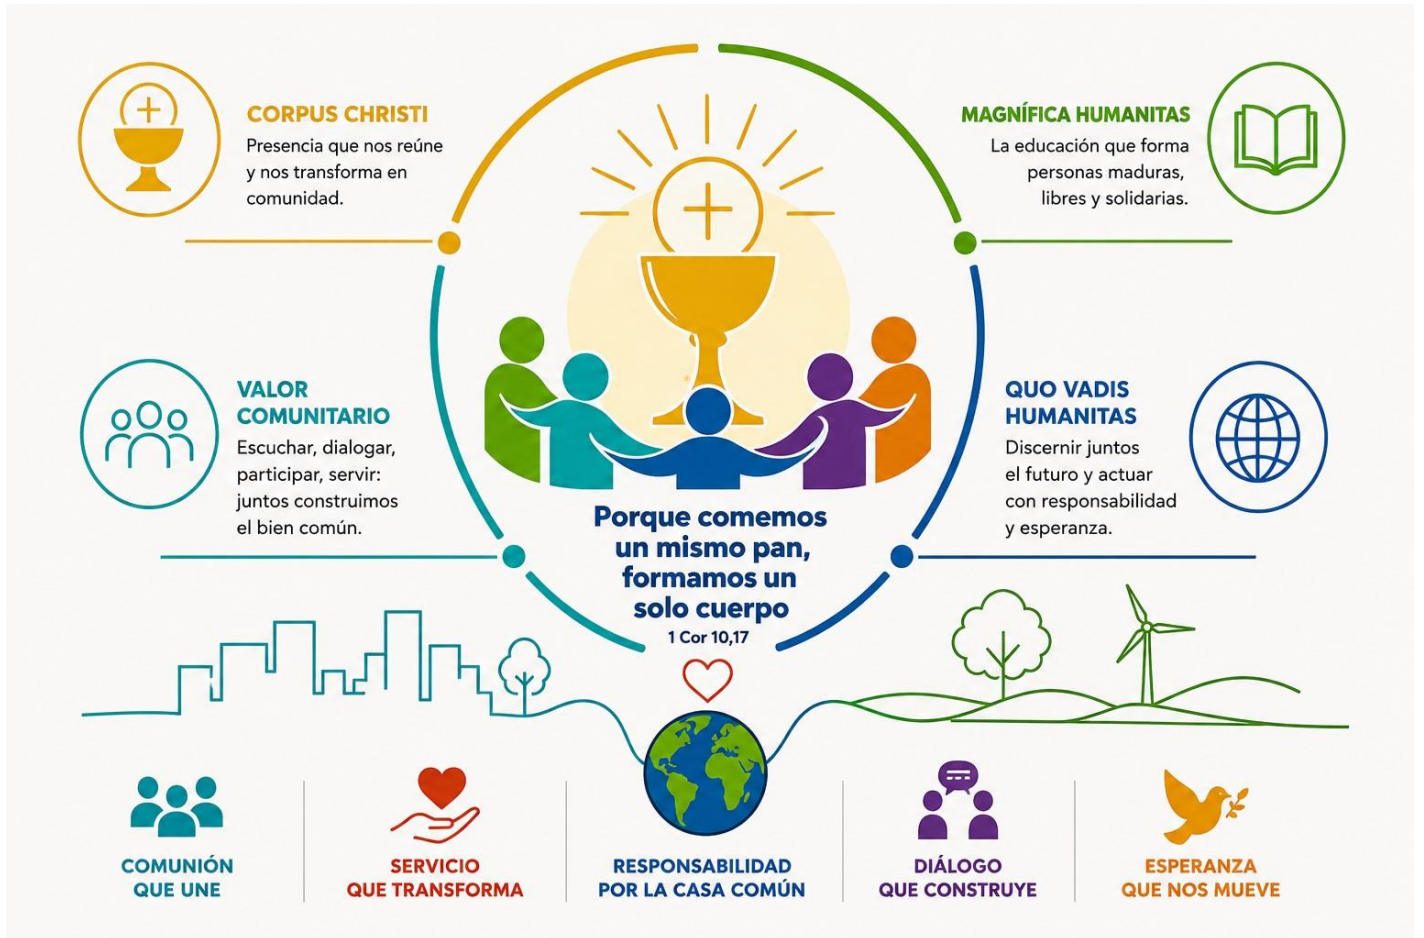 CORPUS CHRISTI
Presencia que nos reúne
y nos transforma en
comunidad.
MAGNÍFICA HUMANITAS
La educación que forma
personas maduras,
libres y solidarias.
VALOR
COMUNITARIO
Escuchar, dialogar,
participar, servir:
juntos construimos
el bien común.
QUO VADIS
HUMANITAS
Discernir juntos
el futuro y actuar
con responsabilidad
y esperanza.
Porque comemos
un mismo pan,
formamos un
solo cuerpo
1 Cor 10,17
COMUNIÓN
QUE UNE
SERVICIO
QUE TRANSFORMA
RESPONSABILIDAD
POR LA CASA COMÚN
DIÁLOGO
QUE CONSTRUYE
ESPERANZA
QUE NOS MUEVE